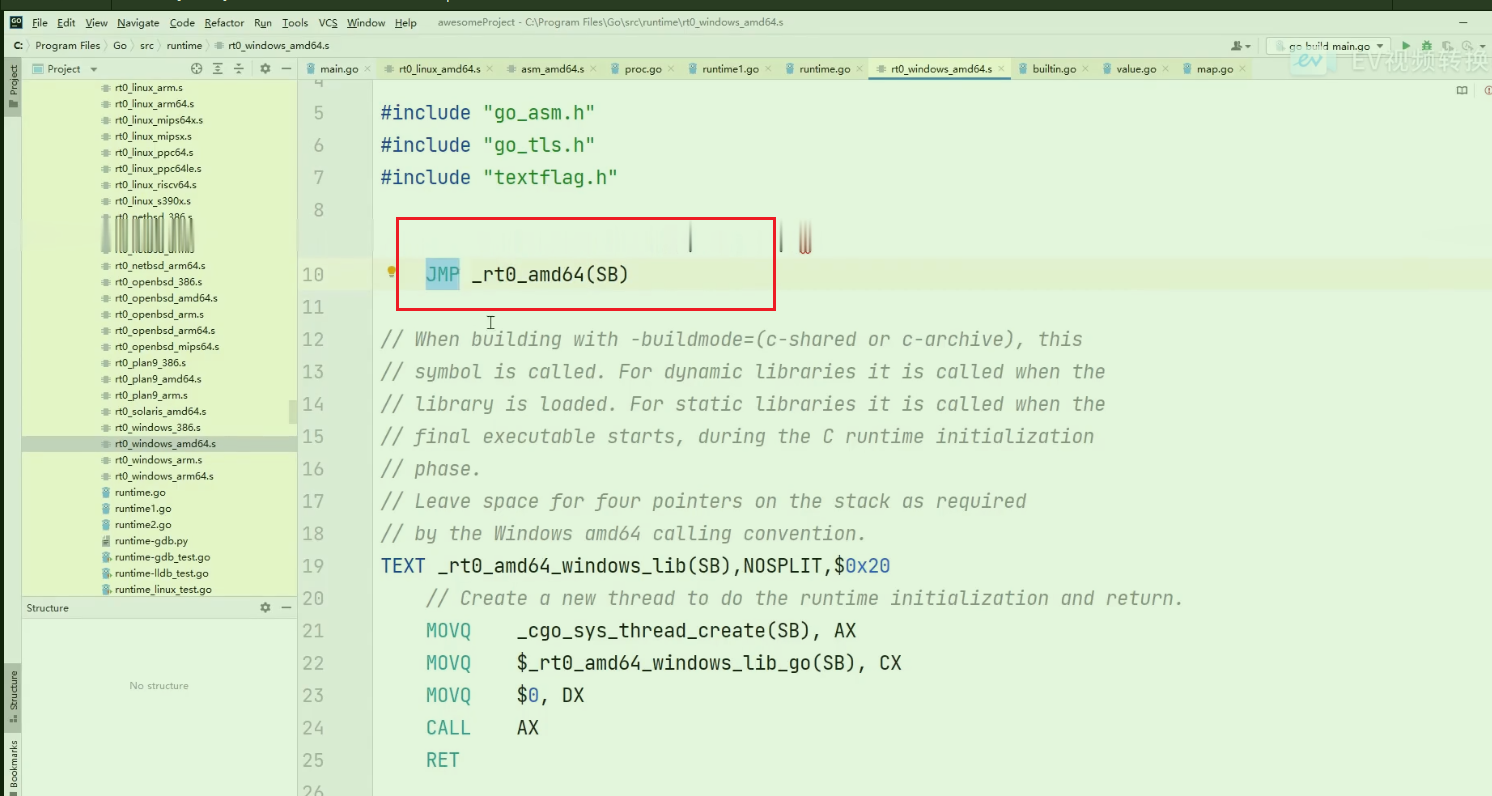 File Edit View Navigate Code Refactor Run Tools VCS Window Help awesomeProject - C:\Program Files\Go\src\runtime\rt0_windows_amd64.s
C: Program Files Go src runtime rt0_windows_amd64.s go build main.go
EV视频转换
Project
Project
main.go rt0_linux_amd64.s asm_amd64.s proc.go runtime1.go runtime.go rt0_windows_amd64.s builtin.go value.go map.go
rt0_linux_arm.s
rt0_linux_arm64.s
rt0_linux_mips64x.s
rt0_linux_mipsx.s
rt0_linux_ppc64.s
rt0_linux_ppc64le.s
rt0_linux_riscv64.s
rt0_linux_s390x.s
rt0_netbsd_386.s
rt0_netbsd_arm64.s
rt0_openbsd_386.s
rt0_openbsd_amd64.s
rt0_openbsd_arm.s
rt0_openbsd_arm64.s
rt0_openbsd_mips64.s
rt0_plan9_386.s
rt0_plan9_amd64.s
rt0_plan9_arm.s
rt0_solaris_amd64.s
rt0_windows_386.s
rt0_windows_amd64.s
rt0_windows_arm.s
rt0_windows_arm64.s
runtime.go
runtime1.go
runtime2.go
runtime-gdb.py
runtime-gdb_test.go
runtime-lldb_test.go
runtime_linux_test.go
Structure
No structure
Structure
Bookmarks
4
5 #include "go_asm.h"
6 #include "go_tls.h"
7 #include "textflag.h"
8
10 JMP _rt0_amd64(SB)
11
12 // When building with -buildmode=(c-shared or c-archive), this
13 // symbol is called. For dynamic libraries it is called when the
14 // library is loaded. For static libraries it is called when the
15 // final executable starts, during the C runtime initialization
16 // phase.
17 // Leave space for four pointers on the stack as required
18 // by the Windows amd64 calling convention.
19 TEXT _rt0_amd64_windows_lib(SB),NOSPLIT,$0x20
20 // Create a new thread to do the runtime initialization and return.
21 MOVQ _cgo_sys_thread_create(SB), AX
22 MOVQ $_rt0_amd64_windows_lib_go(SB), CX
23 MOVQ $0, DX
24 CALL AX
25 RET
26